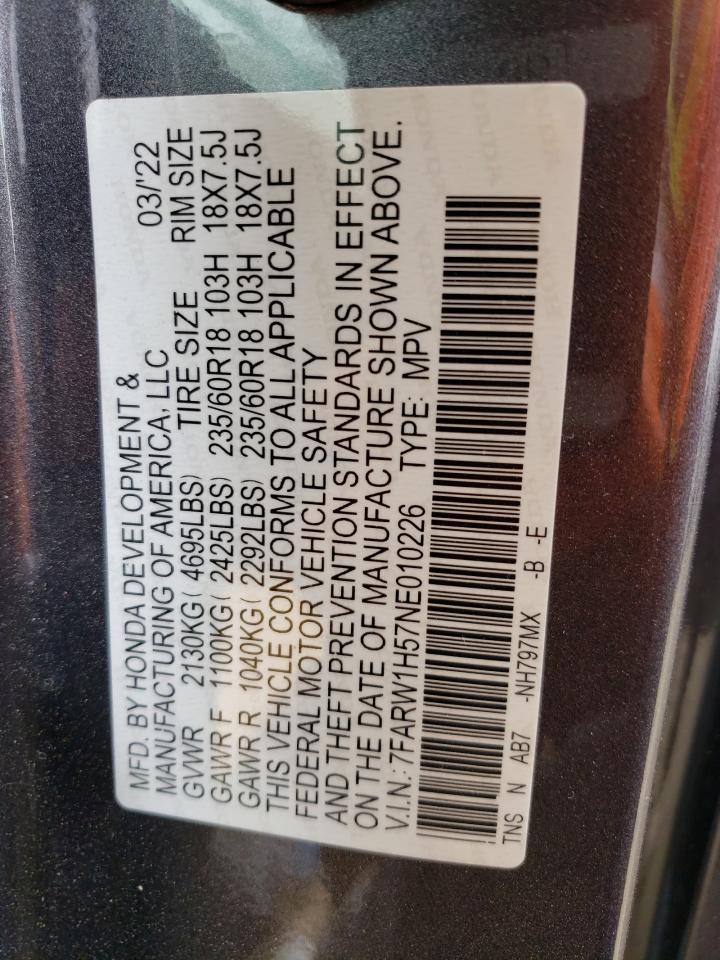 MFD. BY HONDA DEVELOPMENT &
MANUFACTURING OF AMERICA, LLC 03/'22
GVWR 2130KG( 4695LBS) TIRE SIZE RIM SIZE
GAWR F 1100KG( 2425LBS) 235/60R18 103H 18X7.5J
GAWR R 1040KG( 2292LBS) 235/60R18 103H 18X7.5J
THIS VEHICLE CONFORMS TO ALL APPLICABLE
FEDERAL MOTOR VEHICLE SAFETY
AND THEFT PREVENTION STANDARDS IN EFFECT
ON THE DATE OF MANUFACTURE SHOWN ABOVE.
V.I.N.: 7FARW1H57NE010226 TYPE: MPV
TNS N AB7 -NH797MX -B -E